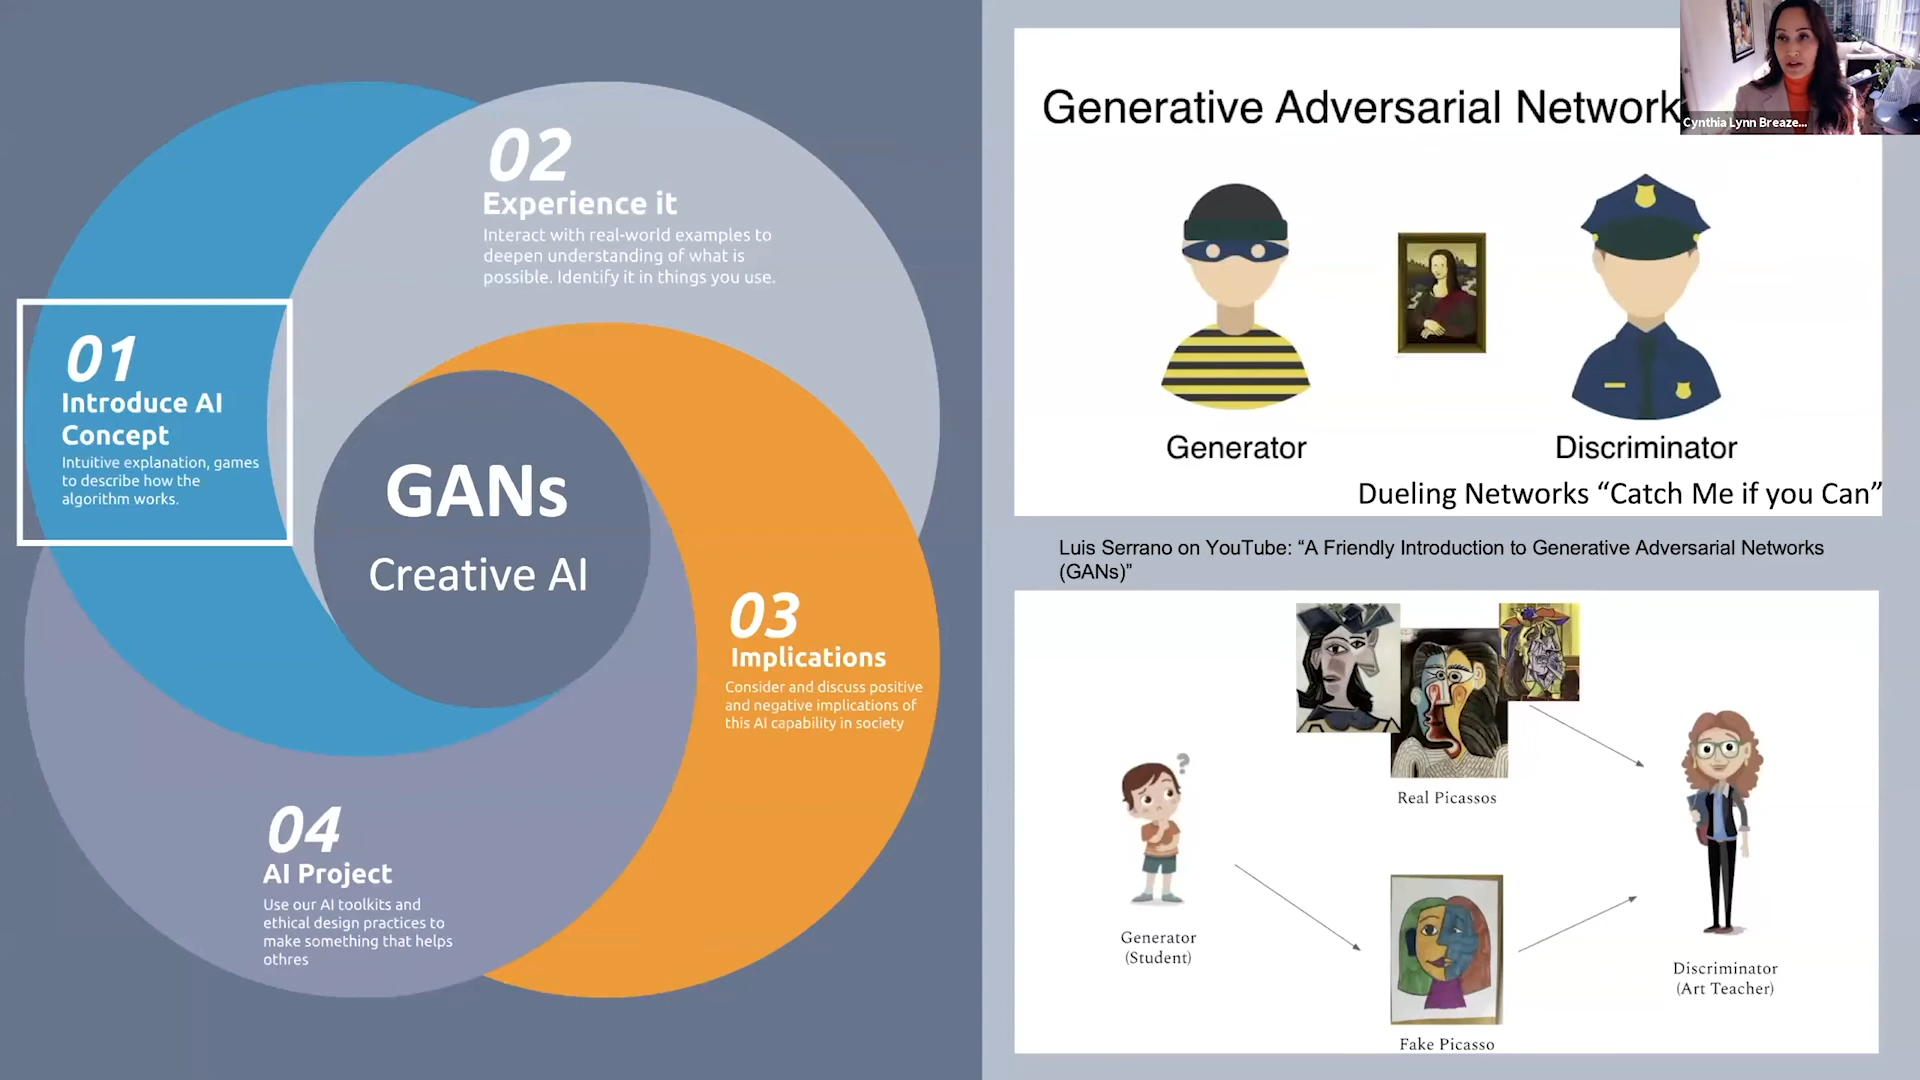 01
Introduce AI
Concept
Intuitive explanation, games
to describe how the
algorithm works.
02
Experience it
Interact with real-world examples to
deepen understanding of what is
possible. Identify it in things you use.
GANs
Creative AI
03
Implications
Consider and discuss positive
and negative implications of
this AI capability in society
04
AI Project
Use our AI toolkits and
ethical design practices to
make something that helps
othres
Generative Adversarial Network
Cynthia Lynn Breaze...
Generator
Discriminator
Dueling Networks “Catch Me if you Can”
Luis Serrano on YouTube: “A Friendly Introduction to Generative Adversarial Networks
(GANs)”
Real Picassos
?
Generator
(Student)
Discriminator
(Art Teacher)
Fake Picasso